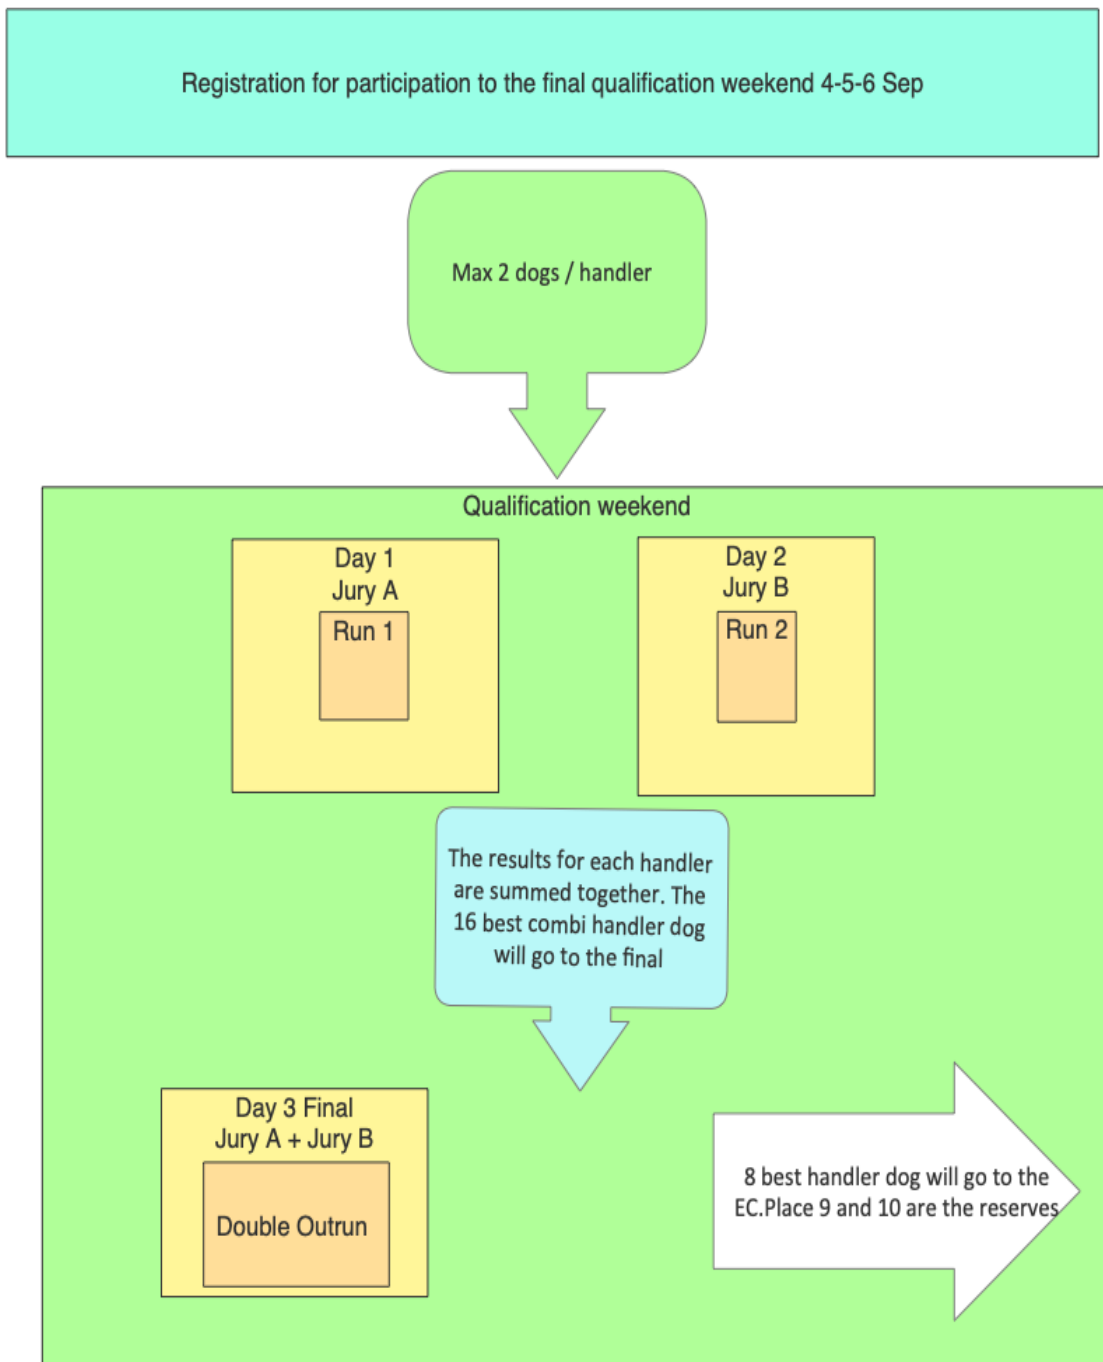 Registration for participation to the final qualification weekend 4-5-6 Sep
Max 2 dogs / handler
Qualification weekend
Day 1
Jury A
Run 1
Day 2
Jury B
Run 2
The results for each handler
are summed together. The
16 best combi handler dog
will go to the final
Day 3 Final
Jury A + Jury B
Double Outrun
8 best handler dog will go to the
EC.Place 9 and 10 are the reserves